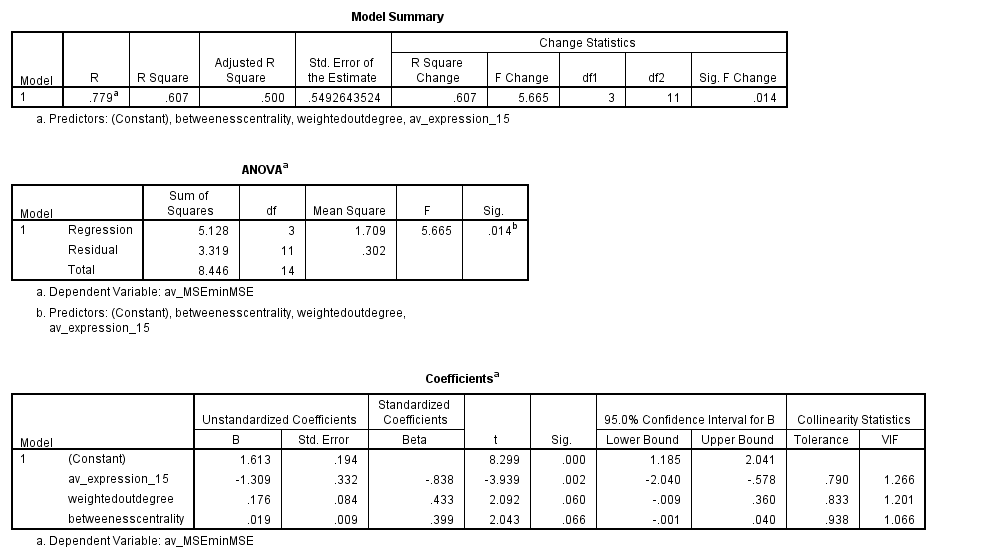 Model Summary
Change Statistics
Model R R Square Adjusted R Square Std. Error of the Estimate R Square Change F Change df1 df2 Sig. F Change
1 .779a .607 .500 .5492643524 .607 5.665 3 11 .014
a. Predictors: (Constant), betweenesscentrality, weightedoutdegree, av_expression_15
ANOVAa
Model Sum of Squares df Mean Square F Sig.
1 Regression 5.128 3 1.709 5.665 .014b
Residual 3.319 11 .302
Total 8.446 14
a. Dependent Variable: av_MSEminMSE
b. Predictors: (Constant), betweenesscentrality, weightedoutdegree,
av_expression_15
Coefficientsa
Unstandardized Coefficients Standardized Coefficients 95.0% Confidence Interval for B Collinearity Statistics
Model B Std. Error Beta t Sig. Lower Bound Upper Bound Tolerance VIF
1 (Constant) 1.613 .194 8.299 .000 1.185 2.041
av_expression_15 -1.309 .332 -.838 -3.939 .002 -2.040 -.578 .790 1.266
weightedoutdegree .176 .084 .433 2.092 .060 -.009 .360 .833 1.201
betweenesscentrality .019 .009 .399 2.043 .066 -.001 .040 .938 1.066
a. Dependent Variable: av_MSEminMSE